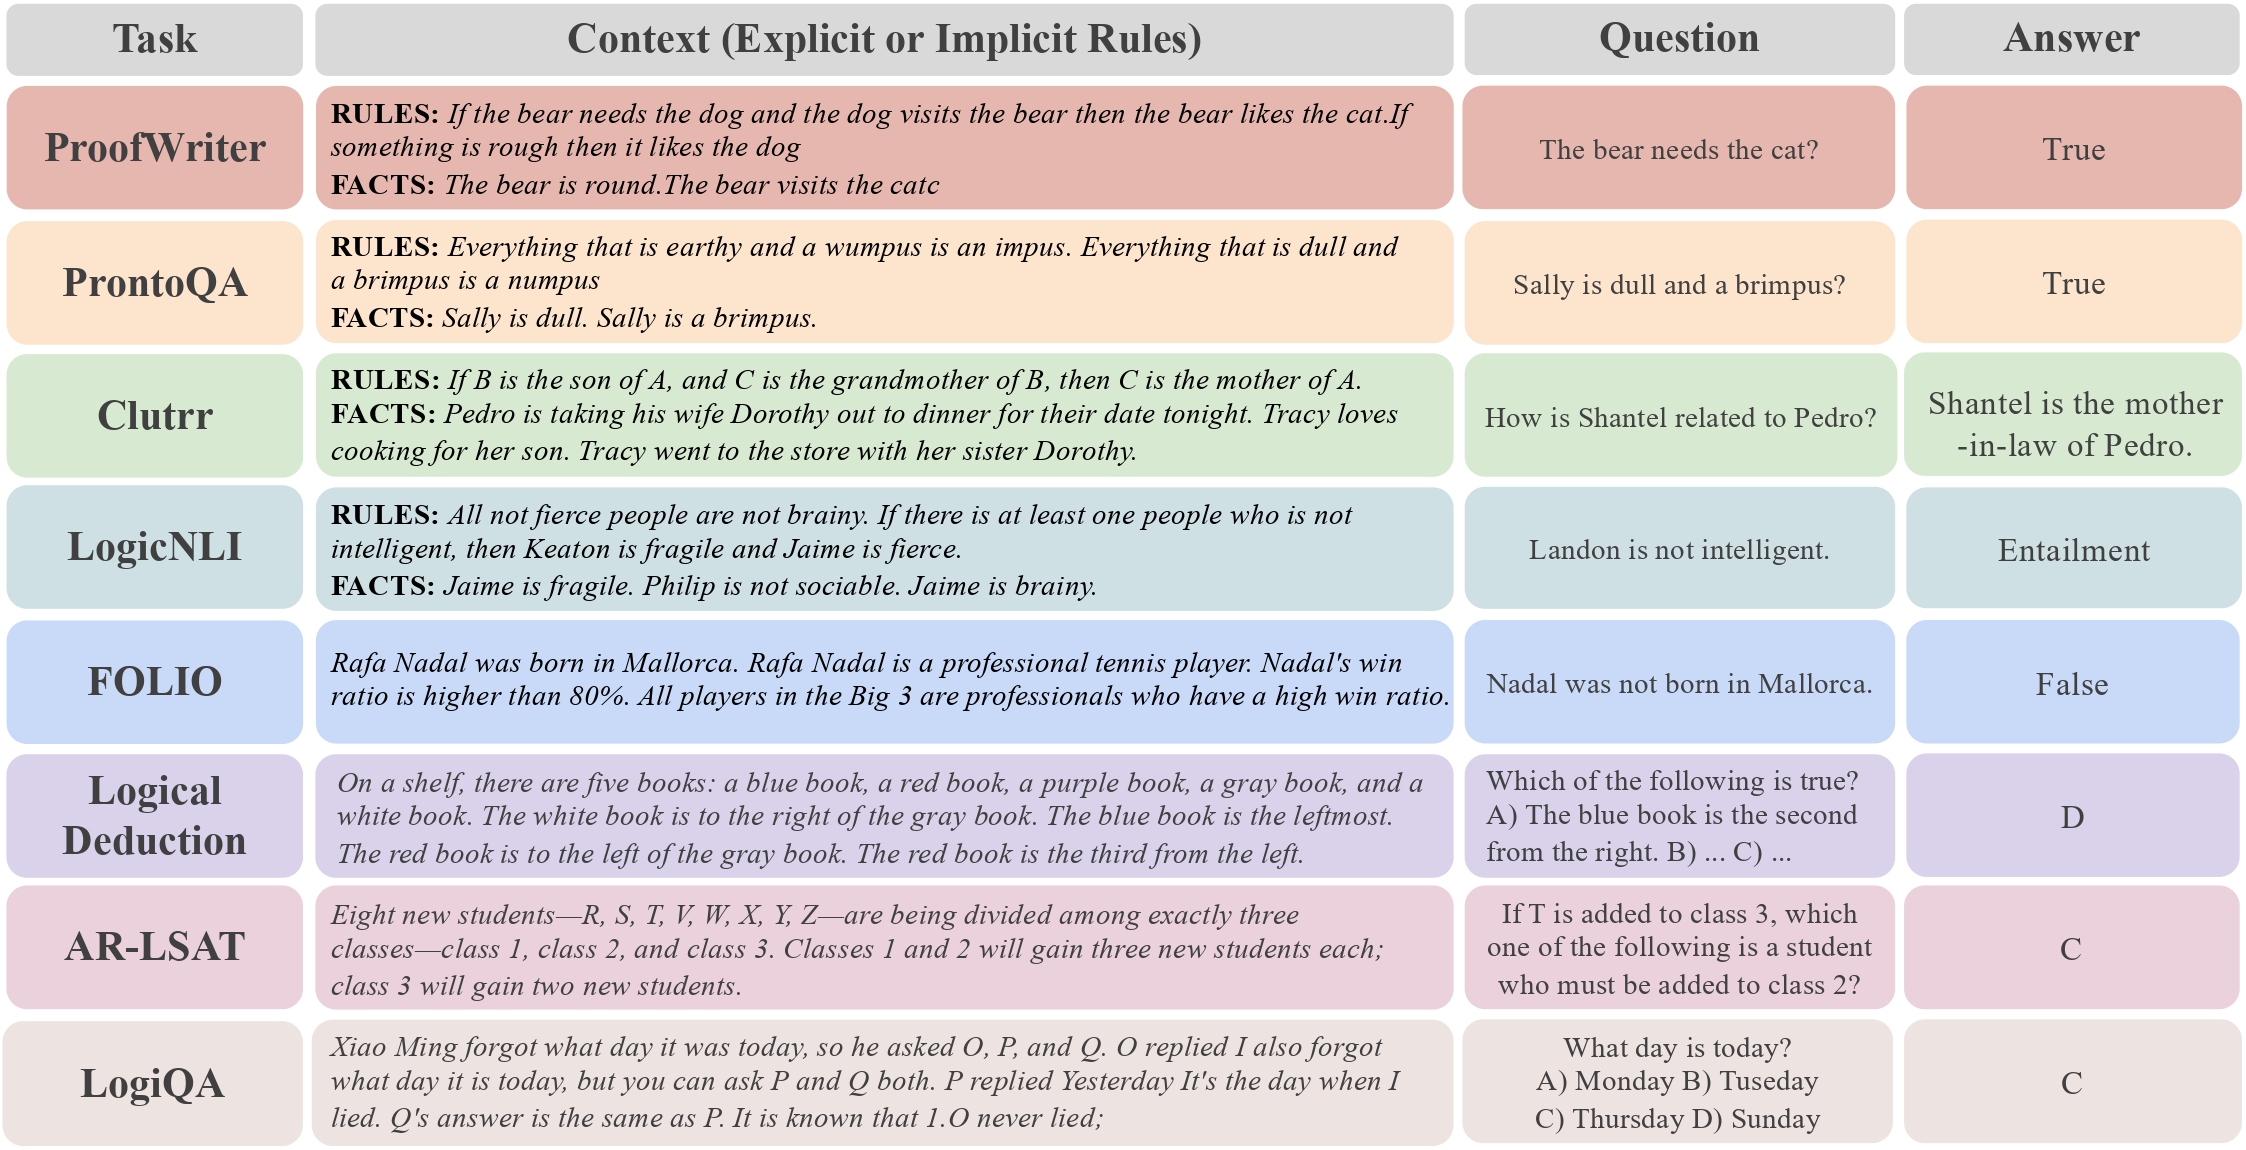 Task
Context (Explicit or Implicit Rules)
Question
Answer
ProofWriter
RULES: If the bear needs the dog and the dog visits the bear then the bear likes the cat.If
something is rough then it likes the dog
FACTS: The bear is round.The bear visits the catc
The bear needs the cat?
True
ProntoQA
RULES: Everything that is earthy and a wumpus is an impus. Everything that is dull and
a brimpus is a numpus
FACTS: Sally is dull. Sally is a brimpus.
Sally is dull and a brimpus?
True
Clutrr
RULES: If B is the son of A, and C is the grandmother of B, then C is the mother of A.
FACTS: Pedro is taking his wife Dorothy out to dinner for their date tonight. Tracy loves
cooking for her son. Tracy went to the store with her sister Dorothy.
How is Shantel related to Pedro?
Shantel is the mother
-in-law of Pedro.
LogicNLI
RULES: All not fierce people are not brainy. If there is at least one people who is not
intelligent, then Keaton is fragile and Jaime is fierce.
FACTS: Jaime is fragile. Philip is not sociable. Jaime is brainy.
Landon is not intelligent.
Entailment
FOLIO
Rafa Nadal was born in Mallorca. Rafa Nadal is a professional tennis player. Nadal's win
ratio is higher than 80%. All players in the Big 3 are professionals who have a high win ratio.
Nadal was not born in Mallorca.
False
Logical
Deduction
On a shelf, there are five books: a blue book, a red book, a purple book, a gray book, and a
white book. The white book is to the right of the gray book. The blue book is the leftmost.
The red book is to the left of the gray book. The red book is the third from the left.
Which of the following is true?
A) The blue book is the second
from the right. B) ... C) ...
D
AR-LSAT
Eight new students—R, S, T, V, W, X, Y, Z—are being divided among exactly three
classes—class 1, class 2, and class 3. Classes 1 and 2 will gain three new students each;
class 3 will gain two new students.
If T is added to class 3, which
one of the following is a student
who must be added to class 2?
C
LogiQA
Xiao Ming forgot what day it was today, so he asked O, P, and Q. O replied I also forgot
what day it is today, but you can ask P and Q both. P replied Yesterday It's the day when I
lied. Q's answer is the same as P. It is known that 1.O never lied;
What day is today?
A) Monday B) Tuseday
C) Thursday D) Sunday
C